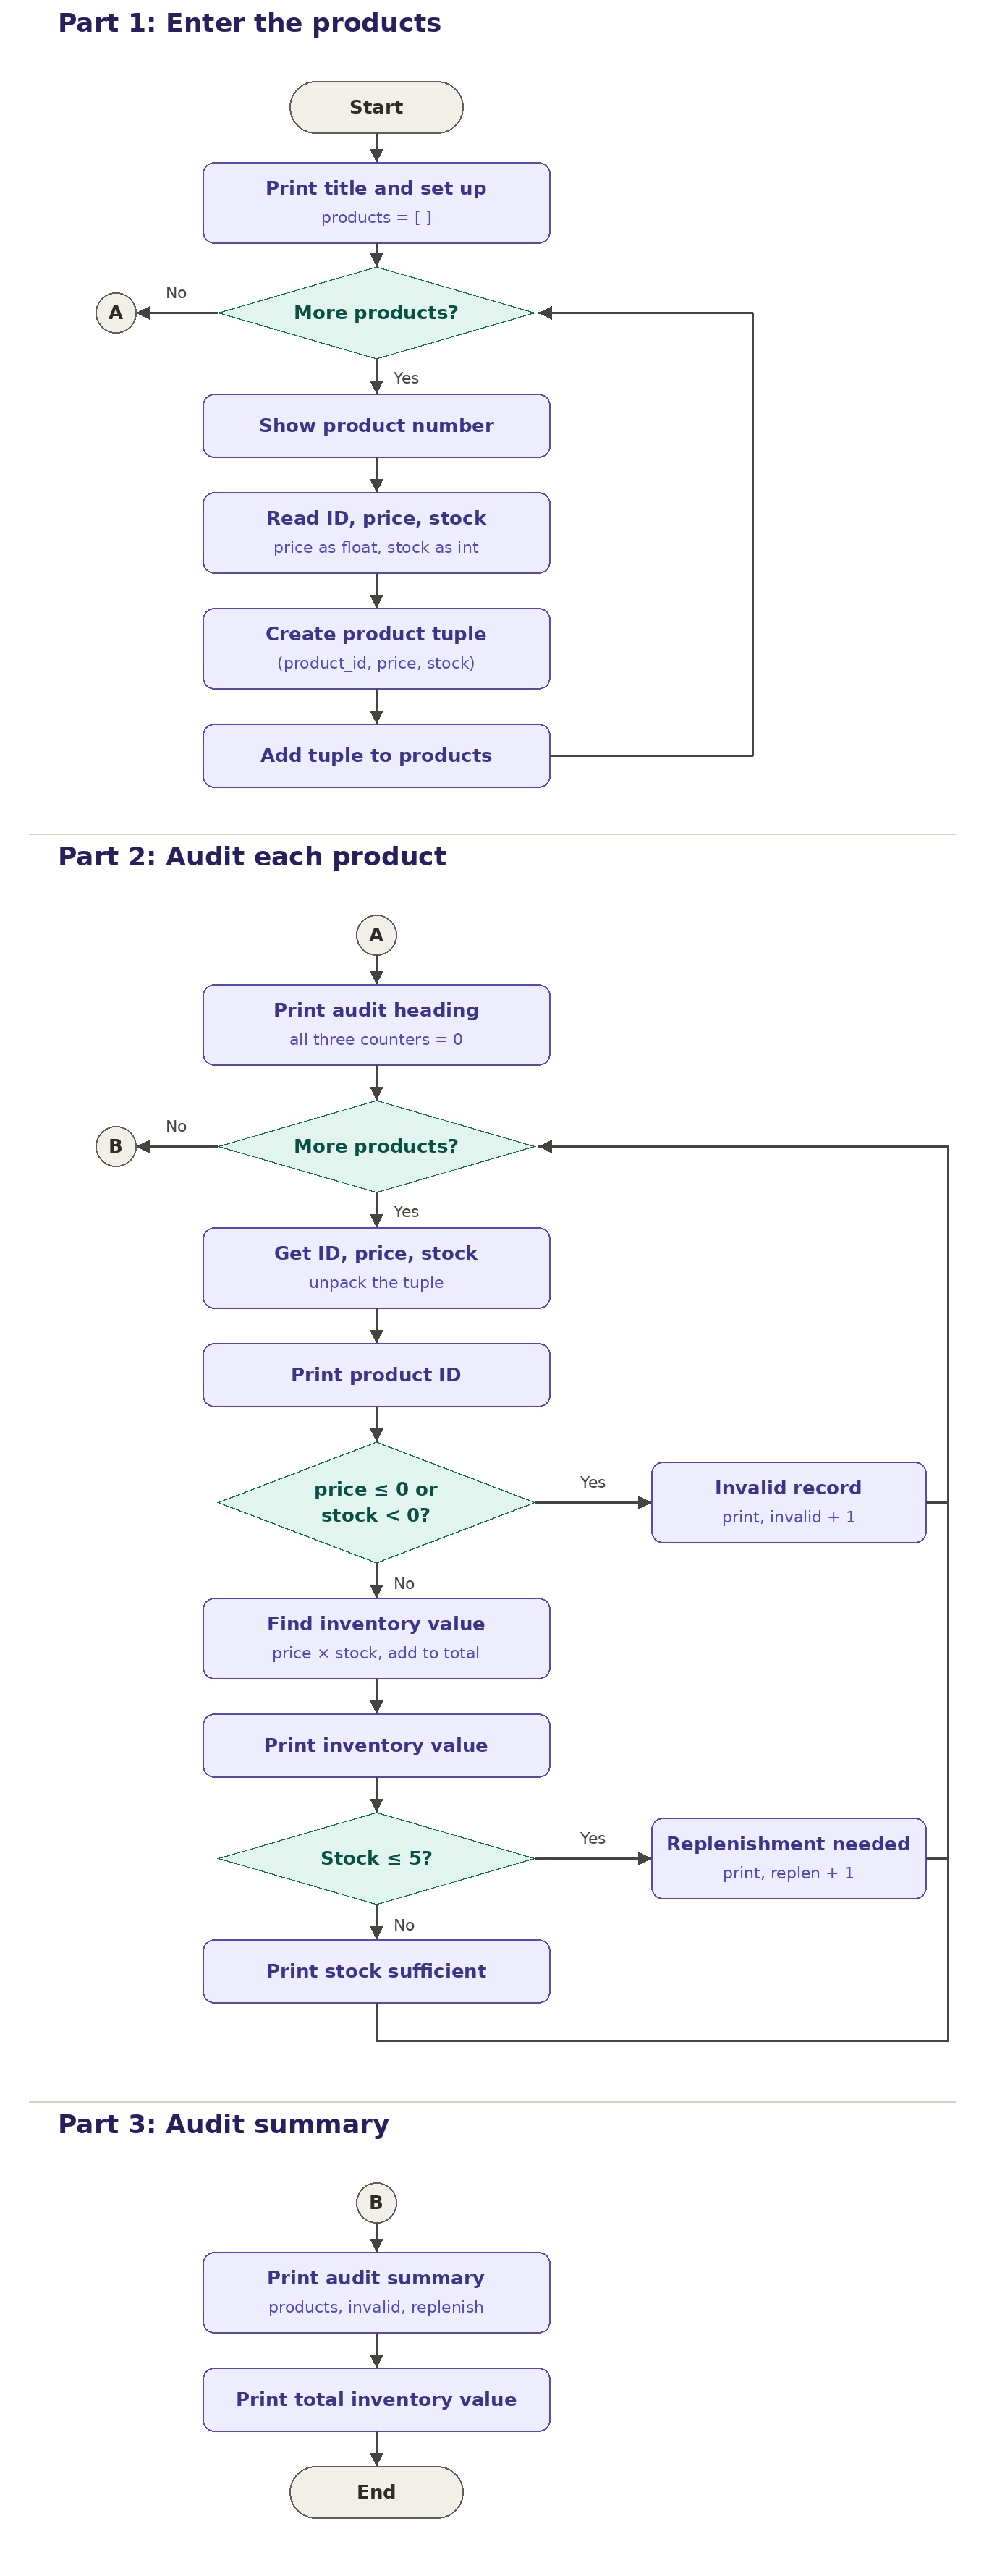 Part 1: Enter the products
Start
Print title and set up
products = [ ]
More products?
No
A
Yes
Show product number
Read ID, price, stock
price as float, stock as int
Create product tuple
(product_id, price, stock)
Add tuple to products
Part 2: Audit each product
A
Print audit heading
all three counters = 0
More products?
No
B
Yes
Get ID, price, stock
unpack the tuple
Print product ID
price ≤ 0 or
stock < 0?
Yes
Invalid record
print, invalid + 1
No
Find inventory value
price × stock, add to total
Print inventory value
Stock ≤ 5?
Yes
Replenishment needed
print, replen + 1
No
Print stock sufficient
Part 3: Audit summary
B
Print audit summary
products, invalid, replenish
Print total inventory value
End